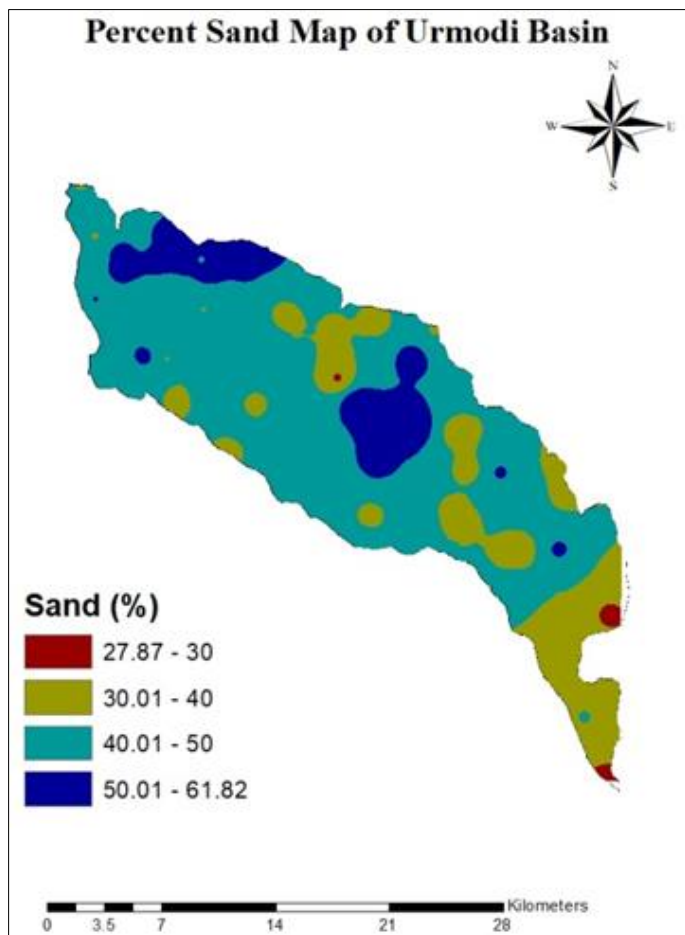 Percent Sand Map of Urmodi Basin
N
W E
S
Sand (%)
27.87 - 30
30.01 - 40
40.01 - 50
50.01 - 61.82
Kilometers
0 3.5 7 14 21 28